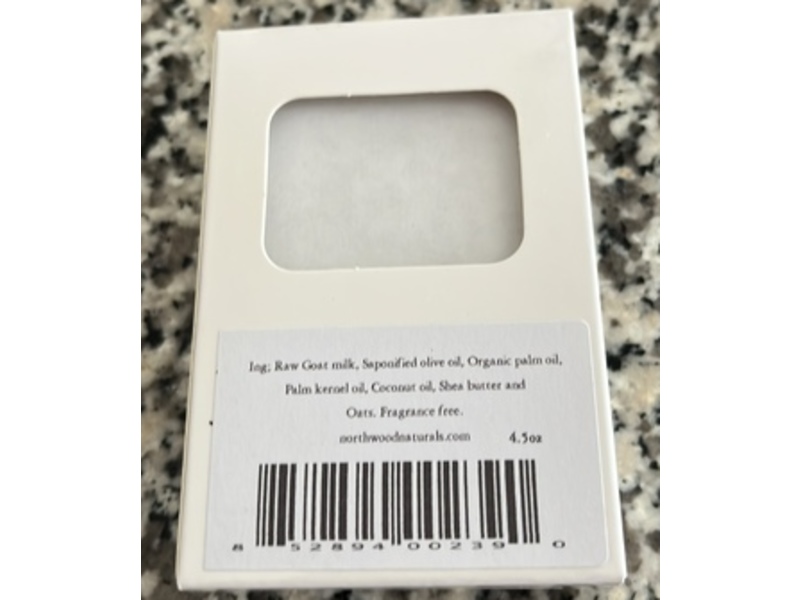 Ing; Raw Goat milk, Saponified olive oil, Organic palm oil,
Palm kernel oil, Coconut oil, Shea butter and
Oats. Fragrance free.
northwoodnaturals.com 4.5oz
8 52894 00239 0